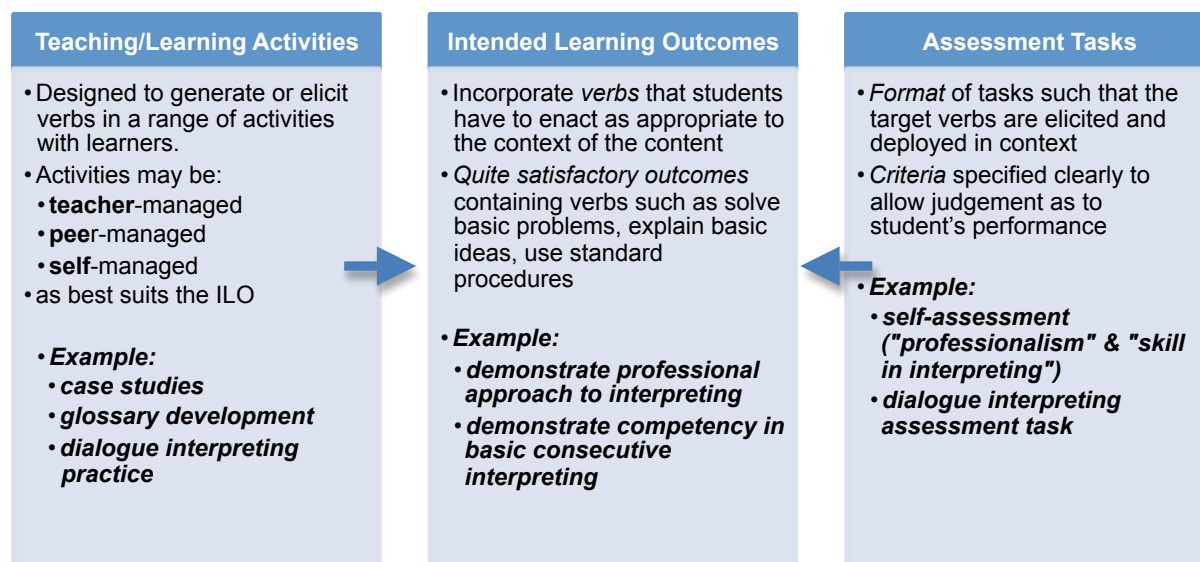 Teaching/Learning Activities
• Designed to generate or elicit
verbs in a range of activities
with learners.
• Activities may be:
• teacher-managed
• peer-managed
• self-managed
• as best suits the ILO
• Example:
• case studies
• glossary development
• dialogue interpreting
practice
Intended Learning Outcomes
• Incorporate verbs that students
have to enact as appropriate to
the context of the content
• Quite satisfactory outcomes
containing verbs such as solve
basic problems, explain basic
ideas, use standard
procedures
• Example:
• demonstrate professional
approach to interpreting
• demonstrate competency in
basic consecutive
interpreting
Assessment Tasks
• Format of tasks such that the
target verbs are elicited and
deployed in context
• Criteria specified clearly to
allow judgement as to
student’s performance
• Example:
• self-assessment
("professionalism" & "skill
in interpreting")
• dialogue interpreting
assessment task